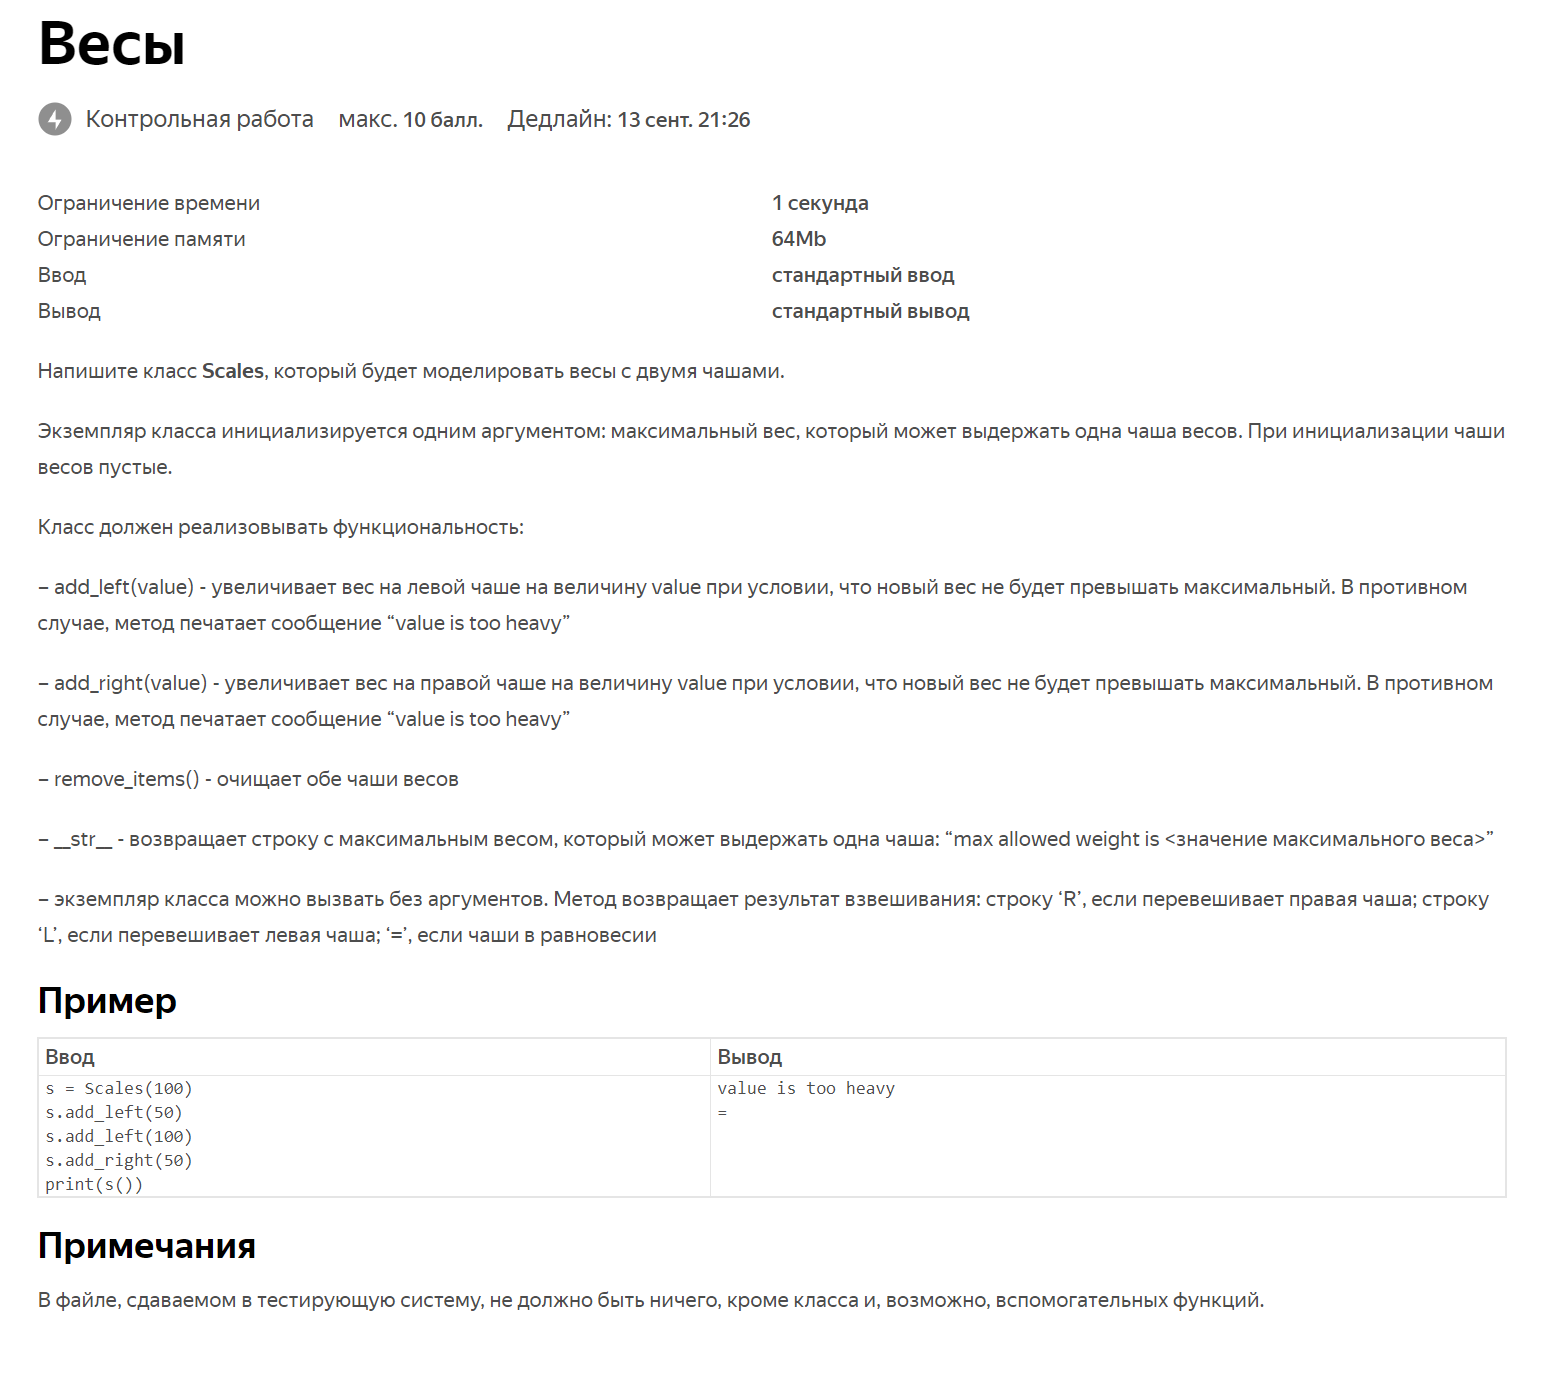 Весы
Контрольная работа макс. 10 балл. Дедлайн: 13 сент. 21:26
Ограничение времени 1 секунда
Ограничение памяти 64Mb
Ввод стандартный ввод
Вывод стандартный вывод
Напишите класс Scales, который будет моделировать весы с двумя чашами.
Экземпляр класса инициализируется одним аргументом: максимальный вес, который может выдержать одна чаша весов. При инициализации чаши
весов пустые.
Класс должен реализовывать функциональность:
– add_left(value) - увеличивает вес на левой чаше на величину value при условии, что новый вес не будет превышать максимальный. В противном
случае, метод печатает сообщение “value is too heavy”
– add_right(value) - увеличивает вес на правой чаше на величину value при условии, что новый вес не будет превышать максимальный. В противном
случае, метод печатает сообщение “value is too heavy”
– remove_items() - очищает обе чаши весов
– __str__ - возвращает строку с максимальным весом, который может выдержать одна чаша: “max allowed weight is <значение максимального веса>”
– экземпляр класса можно вызвать без аргументов. Метод возвращает результат взвешивания: строку ‘R’, если перевешивает правая чаша; строку
‘L’, если перевешивает левая чаша; ‘=’, если чаши в равновесии
Пример
Ввод Вывод
s = Scales(100) value is too heavy
s.add_left(50) =
s.add_left(100)
s.add_right(50)
print(s())
Примечания
В файле, сдаваемом в тестирующую систему, не должно быть ничего, кроме класса и, возможно, вспомогательных функций.